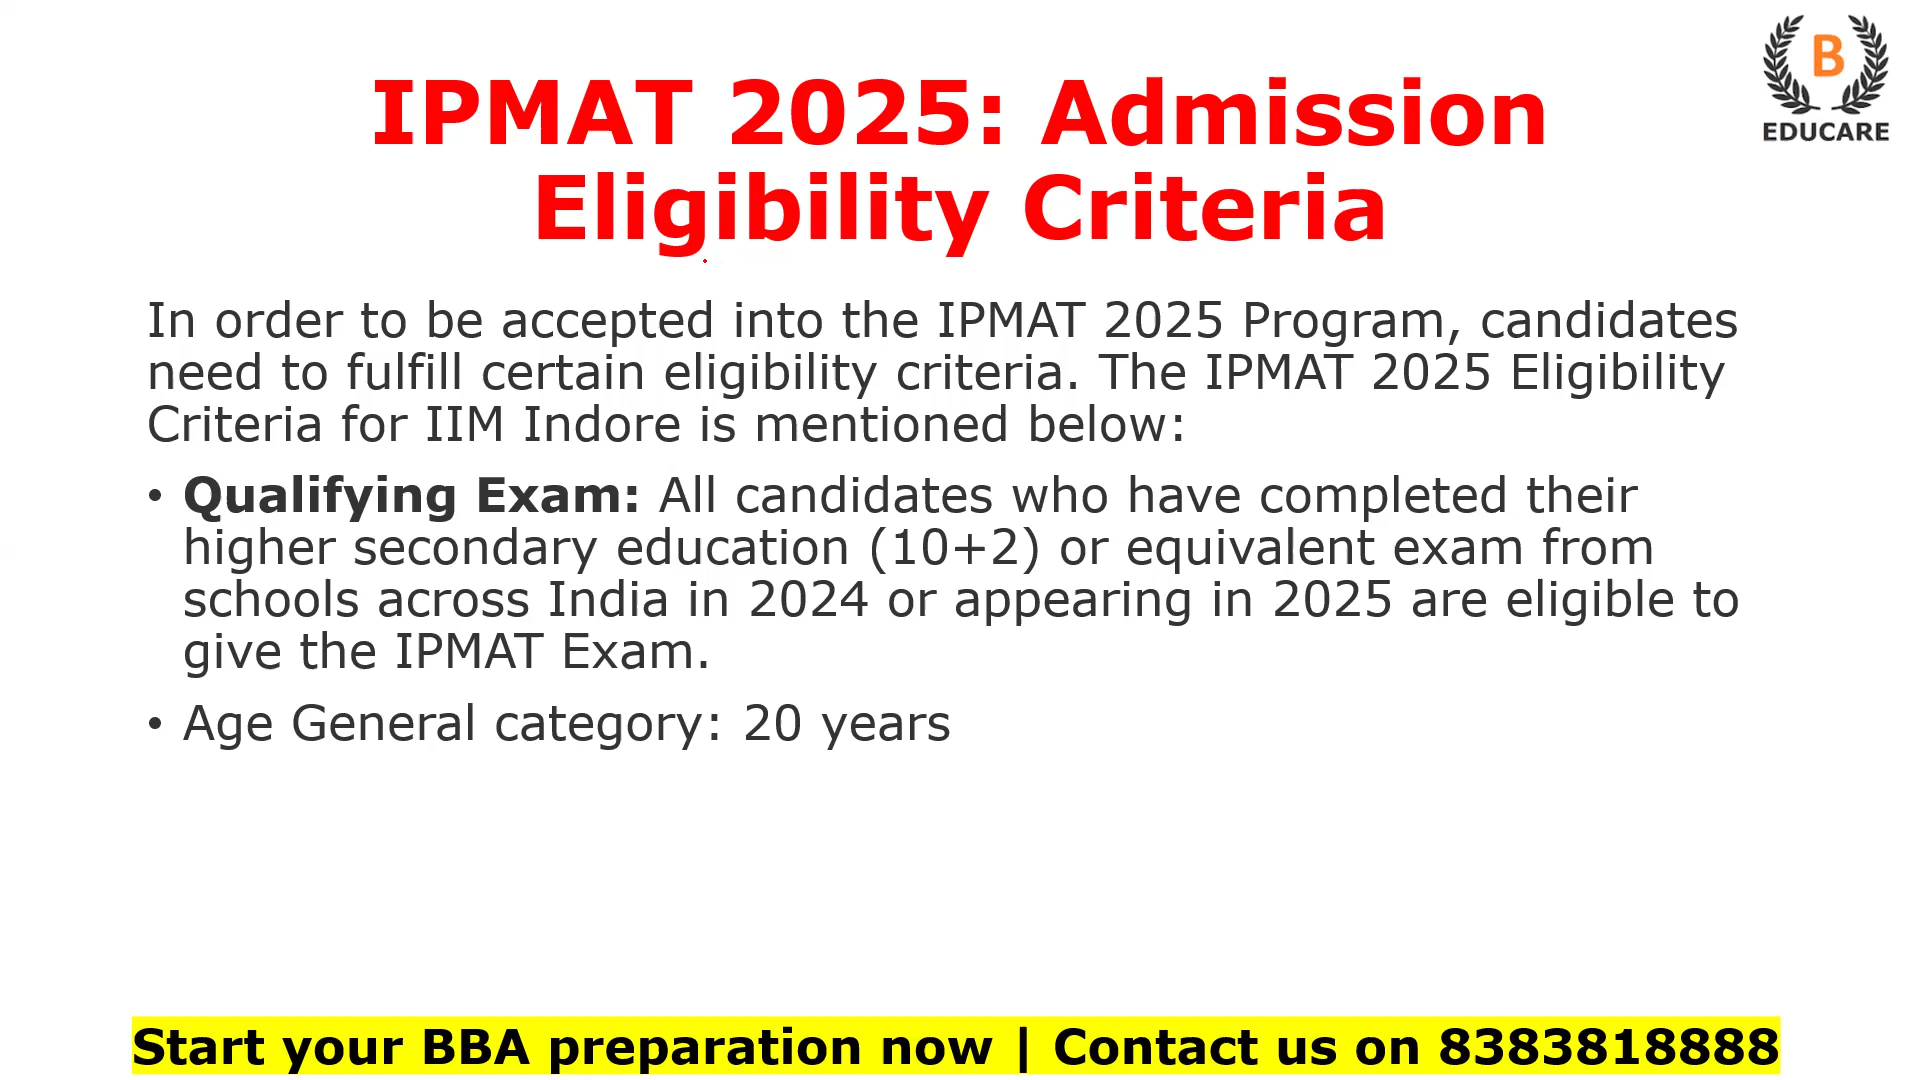 B
EDUCARE
IPMAT 2025: Admission
Eligibility Criteria
In order to be accepted into the IPMAT 2025 Program, candidates
need to fulfill certain eligibility criteria. The IPMAT 2025 Eligibility
Criteria for IIM Indore is mentioned below:
• Qualifying Exam: All candidates who have completed their
higher secondary education (10+2) or equivalent exam from
schools across India in 2024 or appearing in 2025 are eligible to
give the IPMAT Exam.
• Age General category: 20 years
Start your BBA preparation now | Contact us on 8383818888